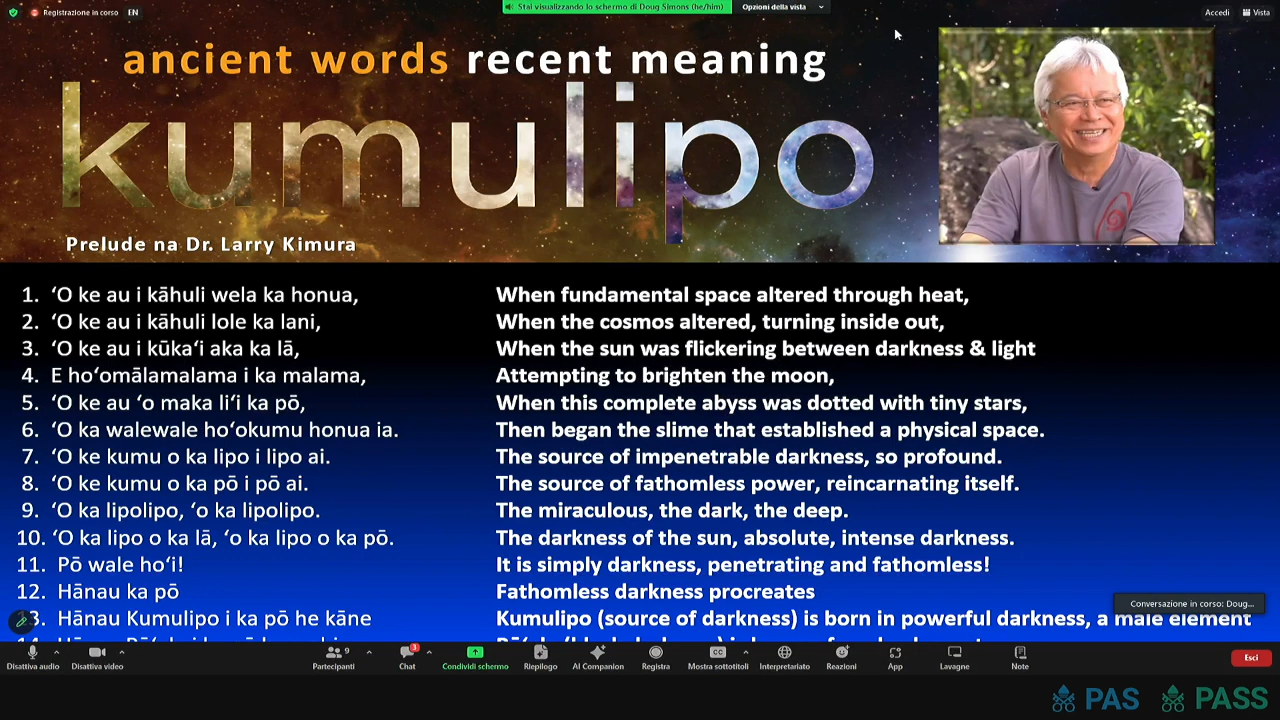 Registrazione in corso EN
Stai visualizzando lo schermo di Doug Simons (he/him) Opzioni della vista
Accedi Vista
ancient words recent meaning
kumulipo
Prelude na Dr. Larry Kimura
1. ʻO ke au i kāhuli wela ka honua, When fundamental space altered through heat,
2. ʻO ke au i kāhuli lole ka lani, When the cosmos altered, turning inside out,
3. ʻO ke au i kūkaʻi aka ka lā, When the sun was flickering between darkness & light
4. E hoʻomālamalama i ka malama, Attempting to brighten the moon,
5. ʻO ke au ʻo maka liʻi ka pō, When this complete abyss was dotted with tiny stars,
6. ʻO ka walewale hoʻokumu honua ia. Then began the slime that established a physical space.
7. ʻO ke kumu o ka lipo i lipo ai. The source of impenetrable darkness, so profound.
8. ʻO ke kumu o ka pō i pō ai. The source of fathomless power, reincarnating itself.
9. ʻO ka lipolipo, ʻo ka lipolipo. The miraculous, the dark, the deep.
10. ʻO ka lipo o ka lā, ʻo ka lipo o ka pō. The darkness of the sun, absolute, intense darkness.
11. Pō wale hoʻi! It is simply darkness, penetrating and fathomless!
12. Hānau ka pō Fathomless darkness procreates
Conversazione in corso: Doug...
13. Hānau Kumulipo i ka pō he kāne Kumulipo (source of darkness) is born in powerful darkness, a male element
Disattiva audio Disattiva video Partecipanti 9 Chat 3 Condividi schermo Riepilogo AI Companion Registra Mostra sottotitoli Interpretariato Reazioni App Lavagne Note Esci
PAS PASS